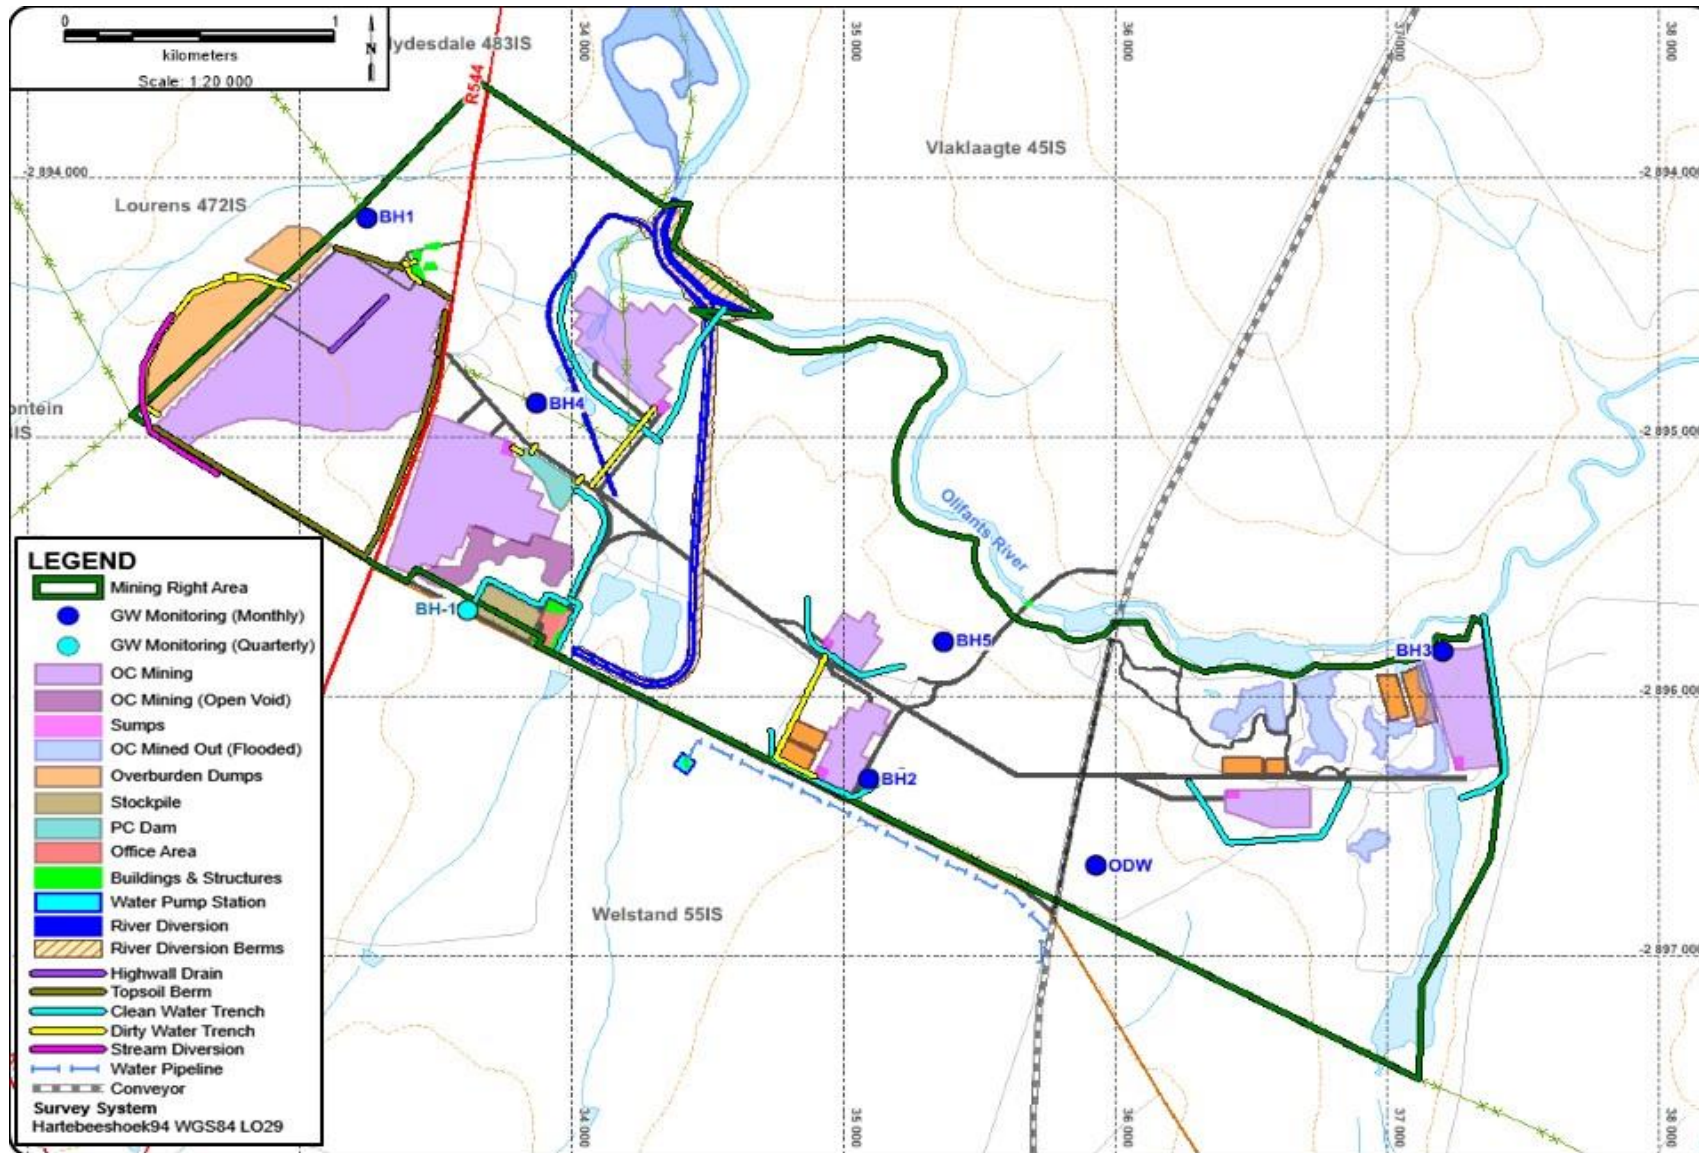 0 1
kilometers
Scale: 1:20 000
N
lydesdale 483IS
R544
34 000
35 000
36 000
37 000
38 000
Vlaklaagte 45IS
-2 894 000
-2 894 000
Lourens 472IS
BH1
BH4
ontein
IS
-2 895 000
Olifants River
BH-1
BH5
BH3
-2 896 000
BH2
ODW
Welstand 55IS
-2 897 000
34 000
35 000
36 000
37 000
38 000
LEGEND
Mining Right Area
GW Monitoring (Monthly)
GW Monitoring (Quarterly)
OC Mining
OC Mining (Open Void)
Sumps
OC Mined Out (Flooded)
Overburden Dumps
Stockpile
PC Dam
Office Area
Buildings & Structures
Water Pump Station
River Diversion
River Diversion Berms
Highwall Drain
Topsoil Berm
Clean Water Trench
Dirty Water Trench
Stream Diversion
Water Pipeline
Conveyor
Survey System
Hartebeeshoek94 WGS84 LO29